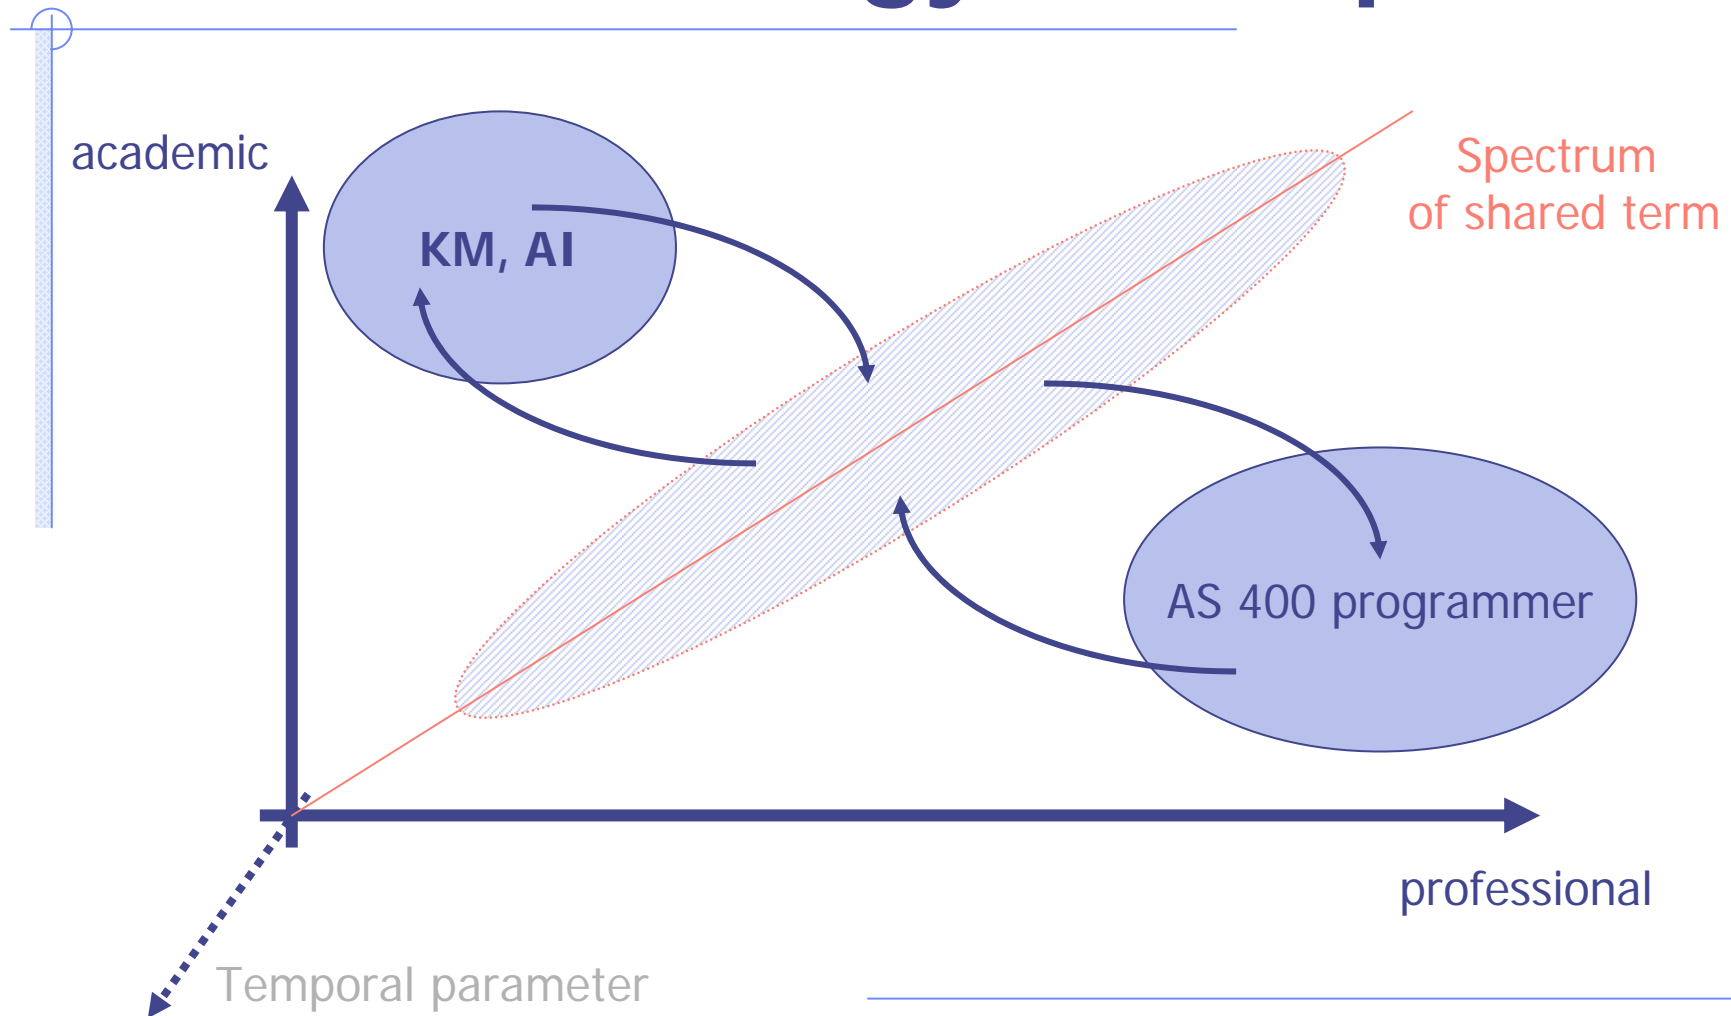 academic
Spectrum
of shared term
KM, AI
AS 400 programmer
professional
Temporal parameter